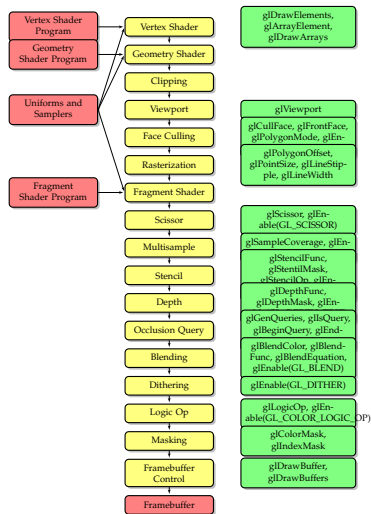 Vertex Shader
Program
Geometry
Shader Program
Uniforms and
Samplers
Fragment
Shader Program
Vertex Shader
Geometry Shader
Clipping
Viewport
Face Culling
Rasterization
Fragment Shader
Scissor
Multisample
Stencil
Depth
Occlusion Query
Blending
Dithering
Logic Op
Masking
Framebuffer
Control
Framebuffer
glDrawElements,
glArrayElement,
glDrawArrays
glViewport
glCullFace, glFrontFace,
glPolygonMode, glEn-
glPolygonOffset,
glPointSize, glLineStip-
ple, glLineWidth
glScissor, glEn-
able(GL_SCISSOR)
glSampleCoverage, glEn-
glStencilFunc,
glStentilMask,
glStencilOp, glEn-
glDepthFunc,
glDepthMask, glEn-
glGenQueries, glIsQuery,
glBeginQuery, glEnd-
glBlendColor, glBlend-
Func, glBlendEquation,
glEnable(GL_BLEND)
glEnable(GL_DITHER)
glLogicOp, glEn-
able(GL_COLOR_LOGIC_OP)
glColorMask,
glIndexMask
glDrawBuffer,
glDrawBuffers